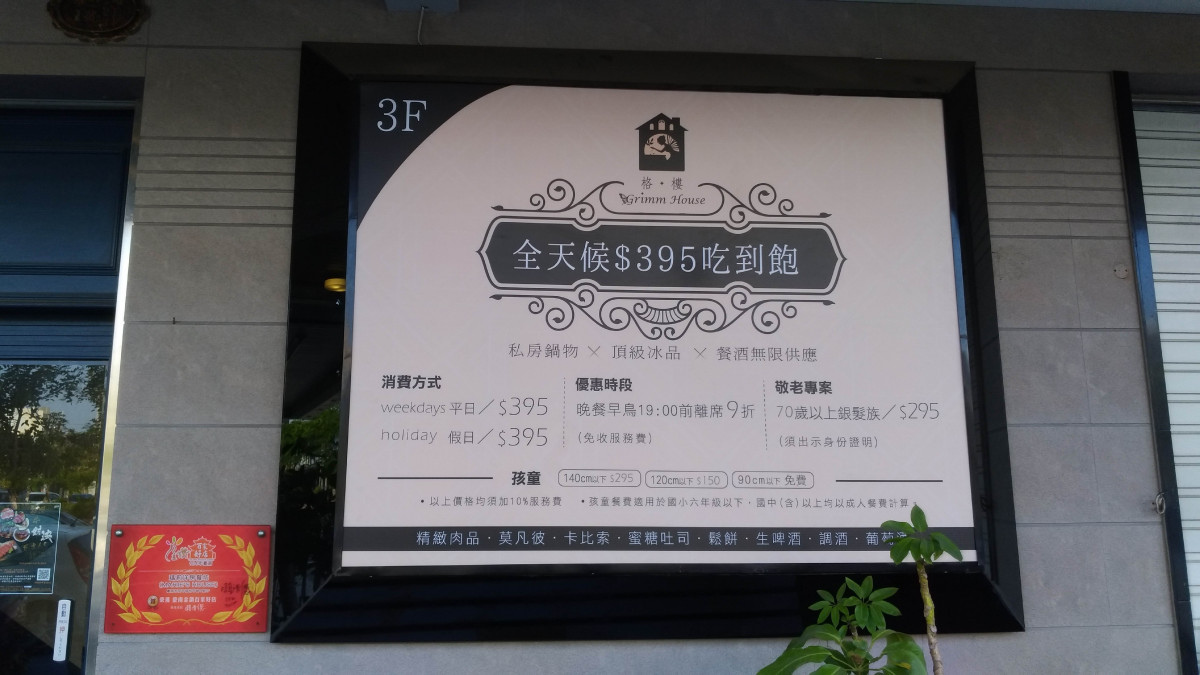 3F
格・樓
Grimm House
全天候$395吃到飽
私房鍋物 × 頂級冰品 × 餐酒無限供應
消費方式
weekdays 平日／$395
holiday 假日／$395
優惠時段
晚餐早鳥19:00前離席9折
(免收服務費)
敬老專案
70歲以上銀髮族／$295
(須出示身份證明)
孩童 140cm以下 $295 120cm以下 $150 90cm以下 免費
•以上價格均須加10%服務費 •孩童餐費適用於國小六年級以下，國中(含)以上均以成人餐費計算
精緻肉品・莫凡彼・卡比索・蜜糖吐司・鬆餅・生啤酒・調酒・葡萄
自動